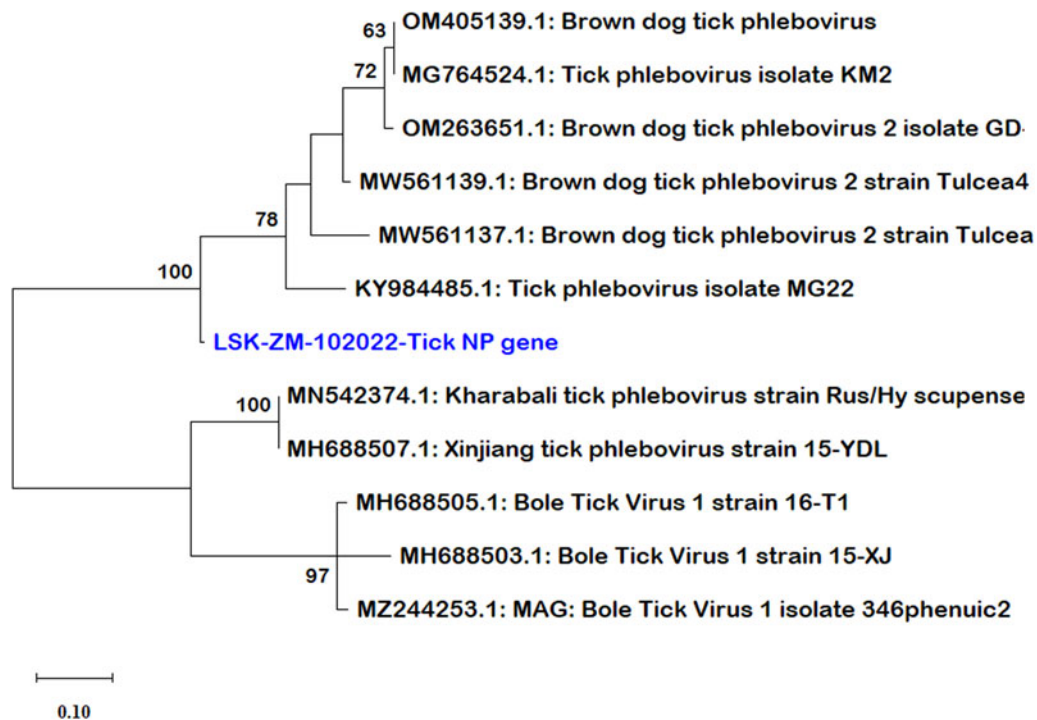 63
OM405139.1: Brown dog tick phlebovirus
72
MG764524.1: Tick phlebovirus isolate KM2
OM263651.1: Brown dog tick phlebovirus 2 isolate GD-
MW561139.1: Brown dog tick phlebovirus 2 strain Tulcea4
78
MW561137.1: Brown dog tick phlebovirus 2 strain Tulcea
100
KY984485.1: Tick phlebovirus isolate MG22
LSK-ZM-102022-Tick NP gene
100
MN542374.1: Kharabali tick phlebovirus strain Rus/Hy scupense
MH688507.1: Xinjiang tick phlebovirus strain 15-YDL
MH688505.1: Bole Tick Virus 1 strain 16-T1
MH688503.1: Bole Tick Virus 1 strain 15-XJ
97
MZ244253.1: MAG: Bole Tick Virus 1 isolate 346phenuic2
0.10